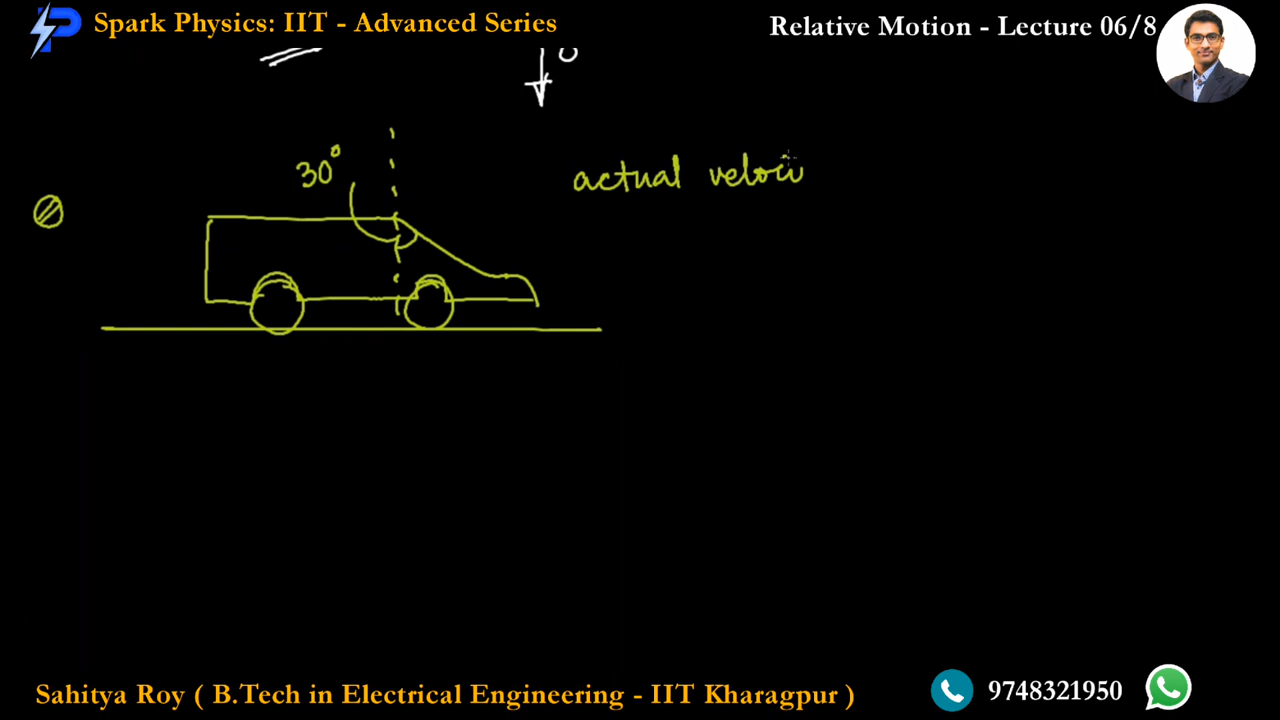 Spark Physics: IIT - Advanced Series
Relative Motion - Lecture 06/8
30°
actual veloci
Sahitya Roy ( B.Tech in Electrical Engineering - IIT Kharagpur )
9748321950